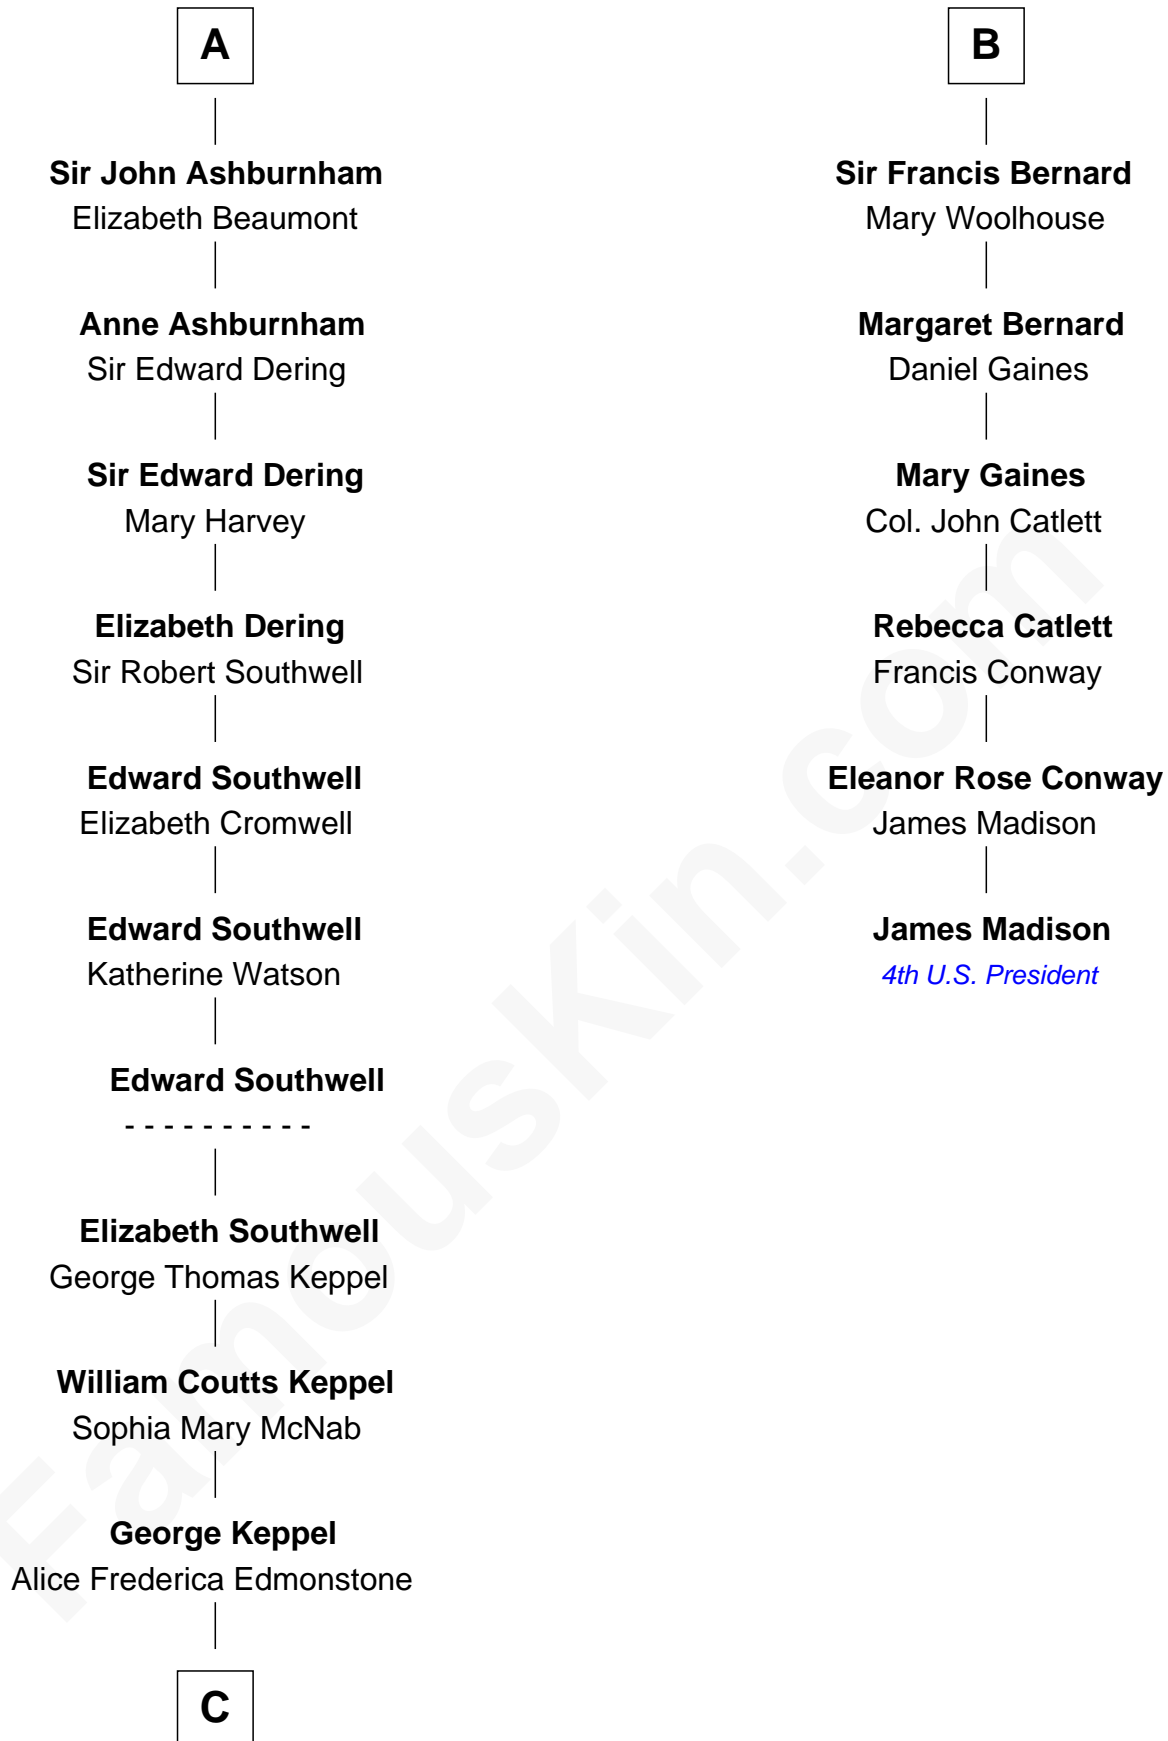 A
Sir John Ashburnham
Elizabeth Beaumont
Anne Ashburnham
Sir Edward Dering
Sir Edward Dering
Mary Harvey
Elizabeth Dering
Sir Robert Southwell
Edward Southwell
Elizabeth Cromwell
Edward Southwell
Katherine Watson
Edward Southwell
- - - - - - - - - -
Elizabeth Southwell
George Thomas Keppel
William Coutts Keppel
Sophia Mary McNab
George Keppel
Alice Frederica Edmonstone
C
B
Sir Francis Bernard
Mary Woolhouse
Margaret Bernard
Daniel Gaines
Mary Gaines
Col. John Catlett
Rebecca Catlett
Francis Conway
Eleanor Rose Conway
James Madison
James Madison
4th U.S. President
FamousKin.com